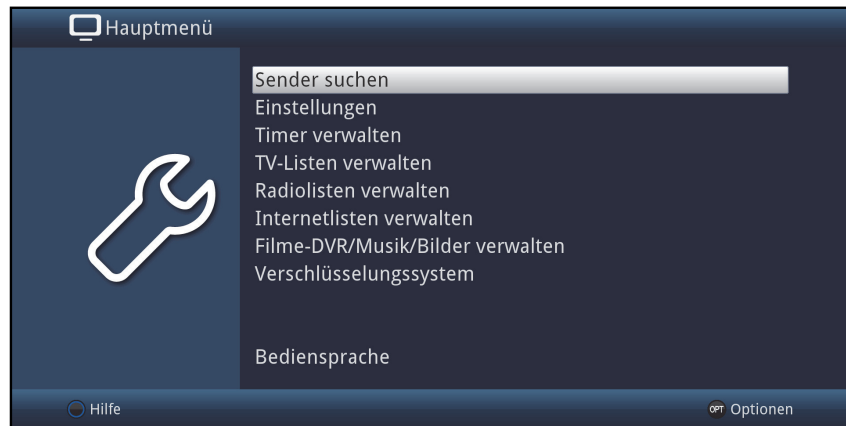 Hauptmenü
Sender suchen
Einstellungen
Timer verwalten
TV-Listen verwalten
Radiolisten verwalten
Internetlisten verwalten
Filme-DVR/Musik/Bilder verwalten
Verschlüsselungssystem
Bediensprache
Hilfe
OPT Optionen